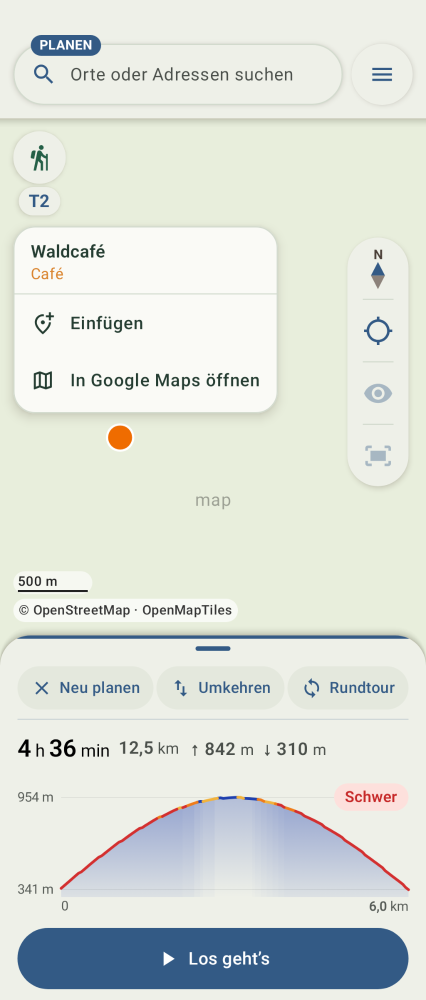 PLANEN
Orte oder Adressen suchen
T2
Waldcafé
Café
Einfügen
In Google Maps öffnen
N
map
500 m
© OpenStreetMap · OpenMapTiles
Neu planen
Umkehren
Rundtour
4 h 36 min 12,5 km ↑ 842 m ↓ 310 m
954 m
Schwer
341 m
0
6,0 km
Los geht’s